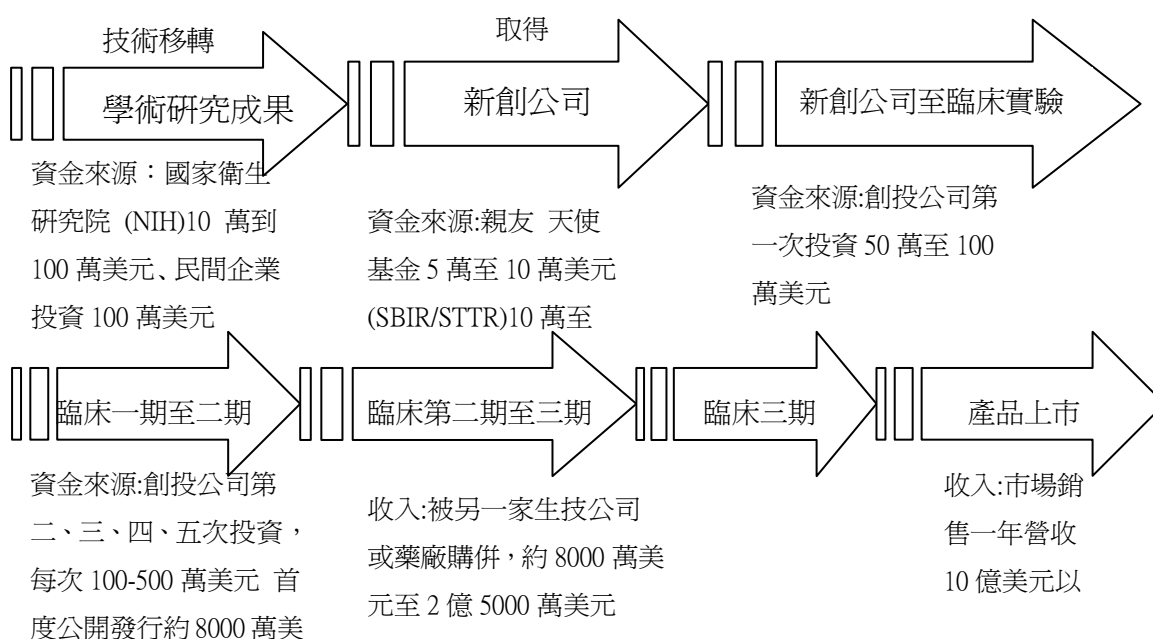 技術移轉
學術研究成果
資金來源：國家衛生
研究院 (NIH)10 萬到
100 萬美元、民間企業
投資 100 萬美元
取得
新創公司
資金來源:親友 天使
基金 5 萬至 10 萬美元
(SBIR/STTR)10 萬至
新創公司至臨床實驗
資金來源:創投公司第
一次投資 50 萬至 100
萬美元
臨床一期至二期
資金來源:創投公司第
二、三、四、五次投資，
每次 100-500 萬美元 首
度公開發行約 8000 萬美
臨床第二期至三期
收入:被另一家生技公司
或藥廠購併，約 8000 萬美
元至 2 億 5000 萬美元
臨床三期
產品上市
收入:市場銷
售一年營收
10 億美元以